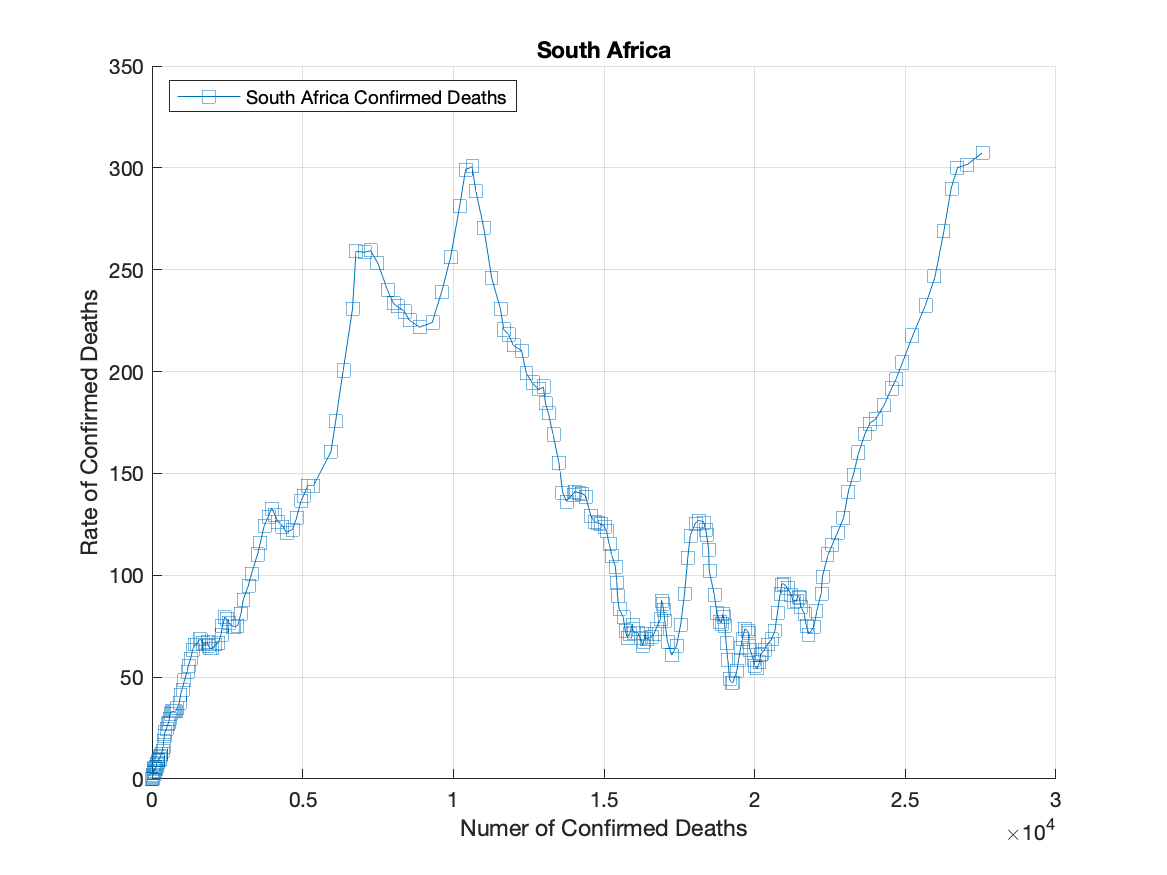 South Africa
350
South Africa Confirmed Deaths
300
250
200
150
100
50
0
Rate of Confirmed Deaths
0 0.5 1 1.5 2 2.5 3
Numer of Confirmed Deaths
×10^4